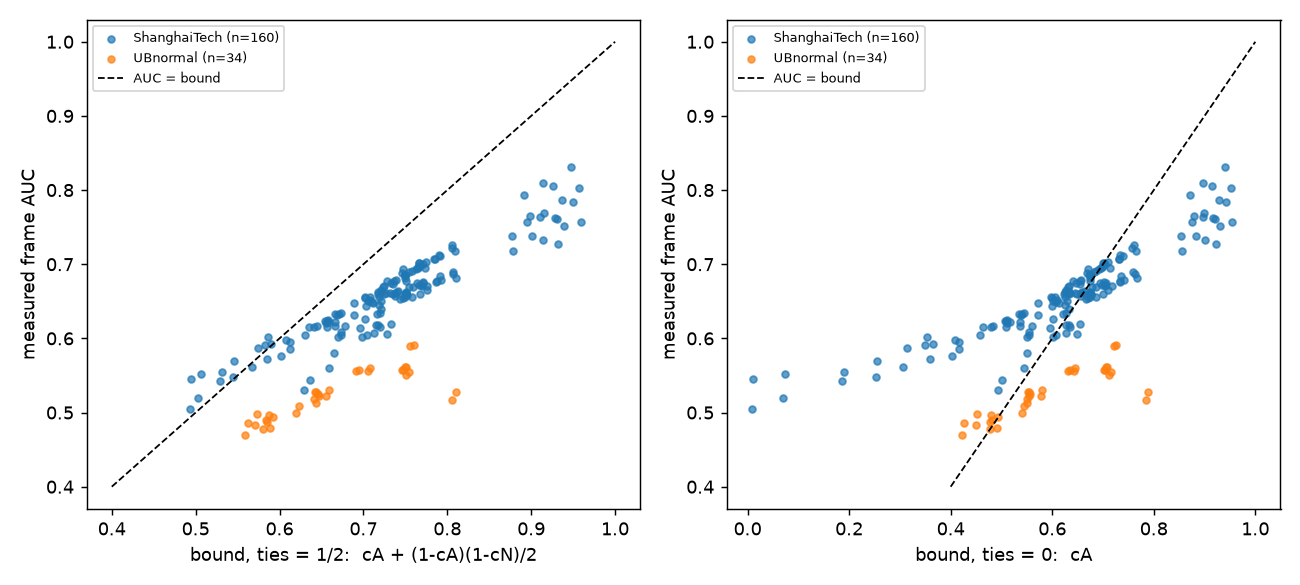 ShanghaiTech (n=160)
UBnormal (n=34)
AUC = bound
measured frame AUC
1.0
0.9
0.8
0.7
0.6
0.5
0.4
0.4 0.5 0.6 0.7 0.8 0.9 1.0
bound, ties = 1/2: cA + (1-cA)(1-cN)/2
ShanghaiTech (n=160)
UBnormal (n=34)
AUC = bound
measured frame AUC
1.0
0.9
0.8
0.7
0.6
0.5
0.4
0.0 0.2 0.4 0.6 0.8 1.0
bound, ties = 0: cA